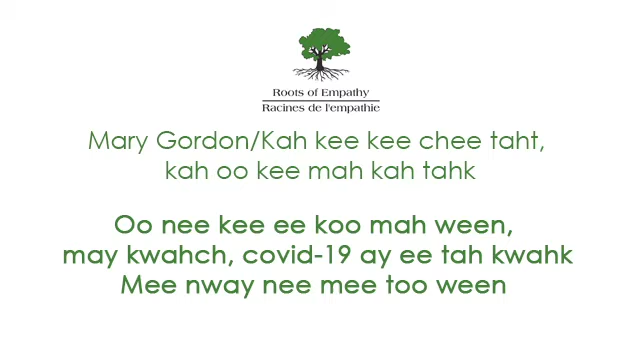 Roots of Empathy
Racines de l'empathie
Mary Gordon/Kah kee kee chee taht,
kah oo kee mah kah tahk
Oo nee kee ee koo mah ween,
may kwahch, covid-19 ay ee tah kwahk
Mee nway nee mee too ween